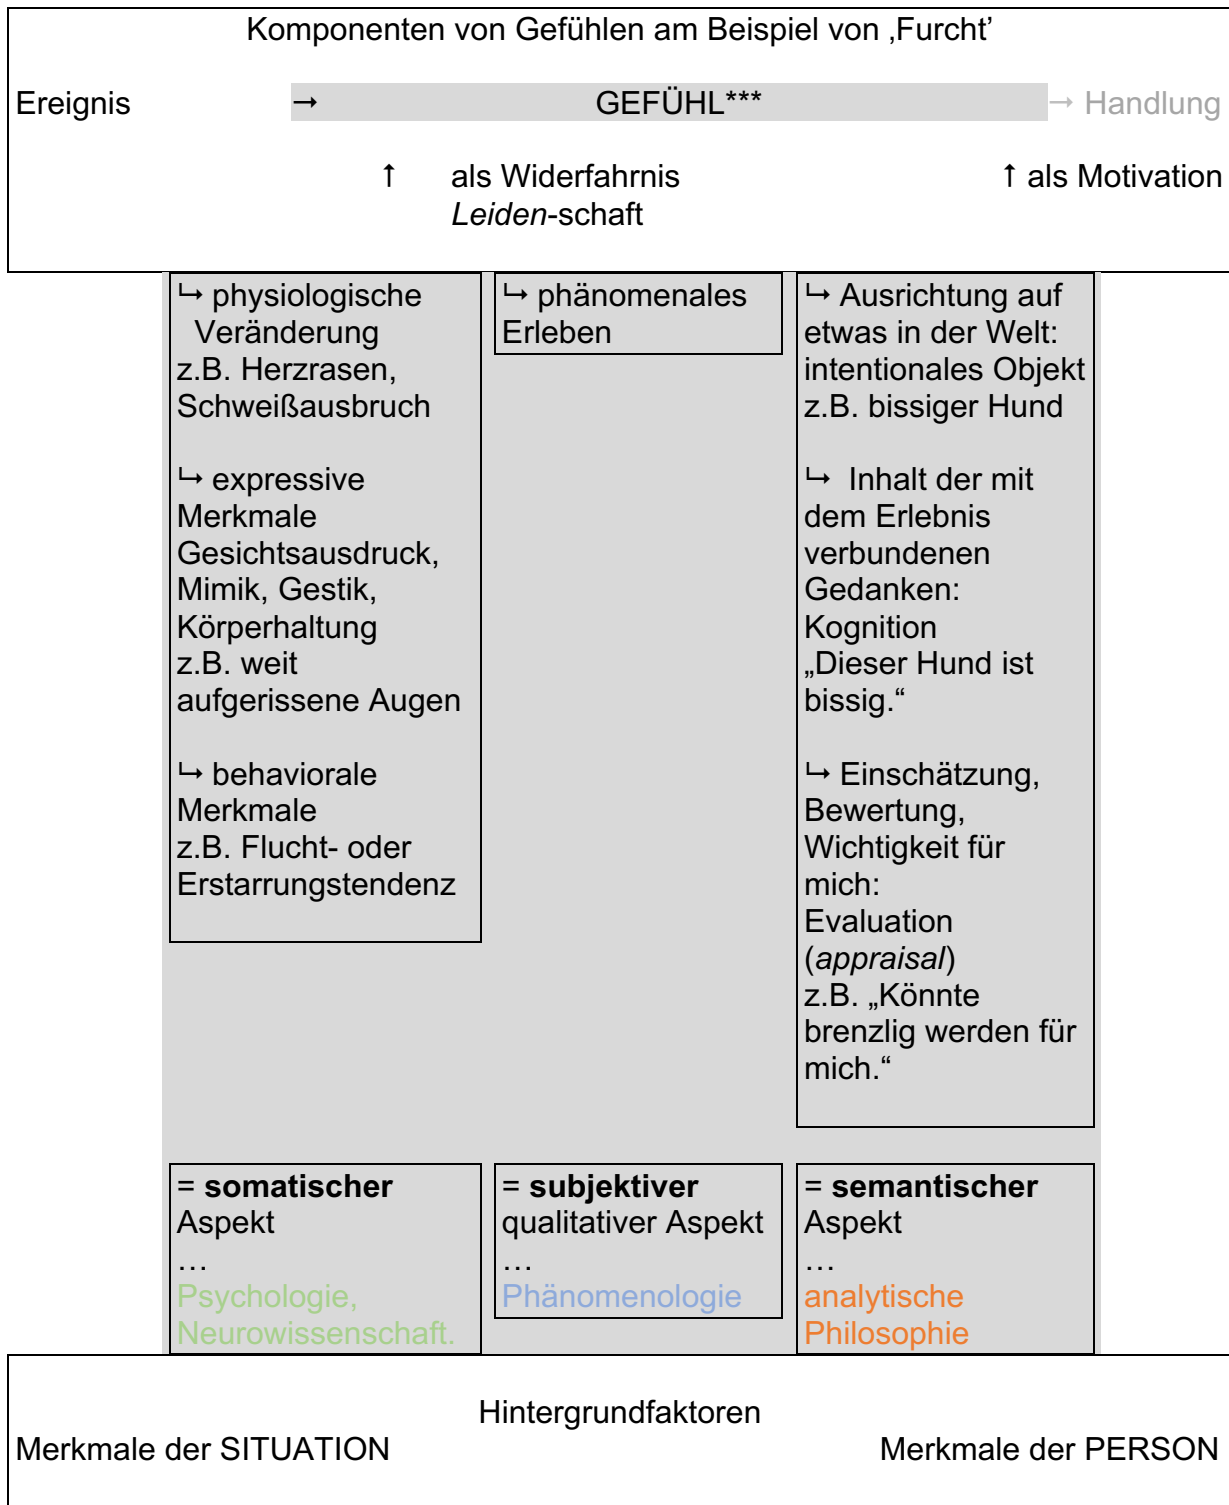 Komponenten von Gefühlen am Beispiel von ‚Furcht’
Ereignis → GEFÜHL*** → Handlung
↑ als Widerfahrnis ↑ als Motivation
Leiden-schaft
↳ physiologische
Veränderung
z.B. Herzrasen,
Schweißausbruch
↳ expressive
Merkmale
Gesichtsausdruck,
Mimik, Gestik,
Körperhaltung
z.B. weit
aufgerissene Augen
↳ behaviorale
Merkmale
z.B. Flucht- oder
Erstarrungstendenz
↳ phänomenales
Erleben
↳ Ausrichtung auf
etwas in der Welt:
intentionales Objekt
z.B. bissiger Hund
↳ Inhalt der mit
dem Erlebnis
verbundenen
Gedanken:
Kognition
„Dieser Hund ist
bissig.“
↳ Einschätzung,
Bewertung,
Wichtigkeit für
mich:
Evaluation
(appraisal)
z.B. „Könnte
brenzlig werden für
mich.“
= somatischer
Aspekt
…
Psychologie,
Neurowissenschaft.
= subjektiver
qualitativer Aspekt
…
Phänomenologie
= semantischer
Aspekt
…
analytische
Philosophie
Hintergrundfaktoren
Merkmale der SITUATION Merkmale der PERSON